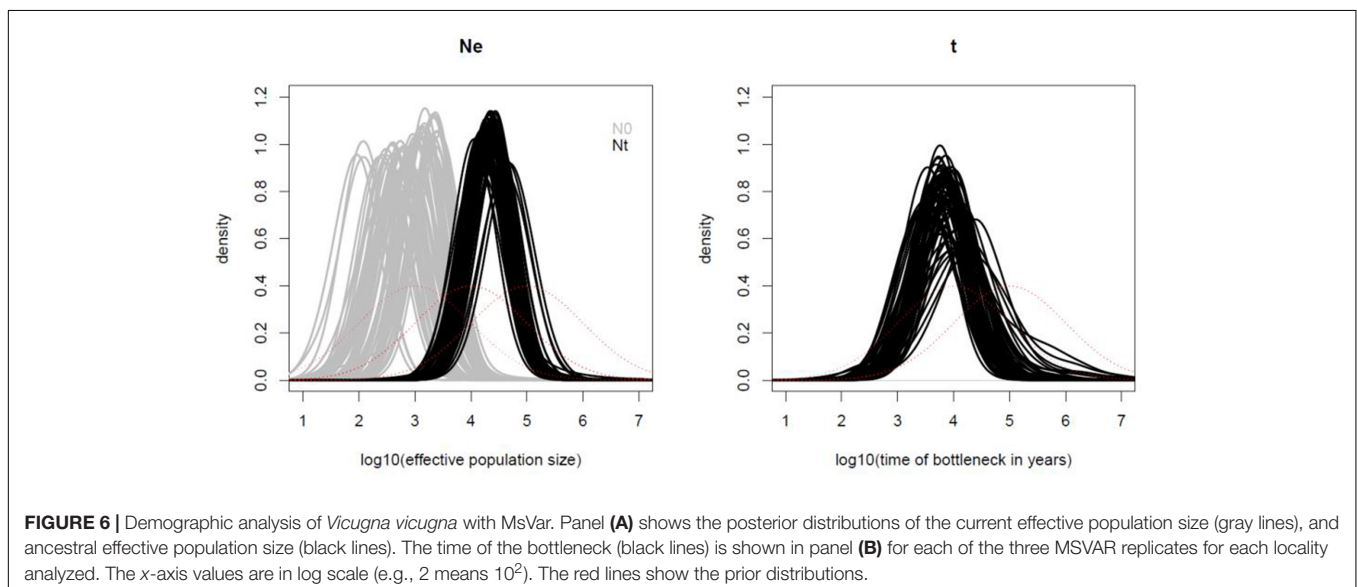 Ne
t
1.2
1.0
0.8
0.6
0.4
0.2
0.0
density
N0
Nt
1 2 3 4 5 6 7
log10(effective population size)
1.2
1.0
0.8
0.6
0.4
0.2
0.0
density
1 2 3 4 5 6 7
log10(time of bottleneck in years)
FIGURE 6 | Demographic analysis of Vicugna vicugna with MsVar. Panel (A) shows the posterior distributions of the current effective population size (gray lines), and
ancestral effective population size (black lines). The time of the bottleneck (black lines) is shown in panel (B) for each of the three MSVAR replicates for each locality
analyzed. The x-axis values are in log scale (e.g., 2 means 10²). The red lines show the prior distributions.